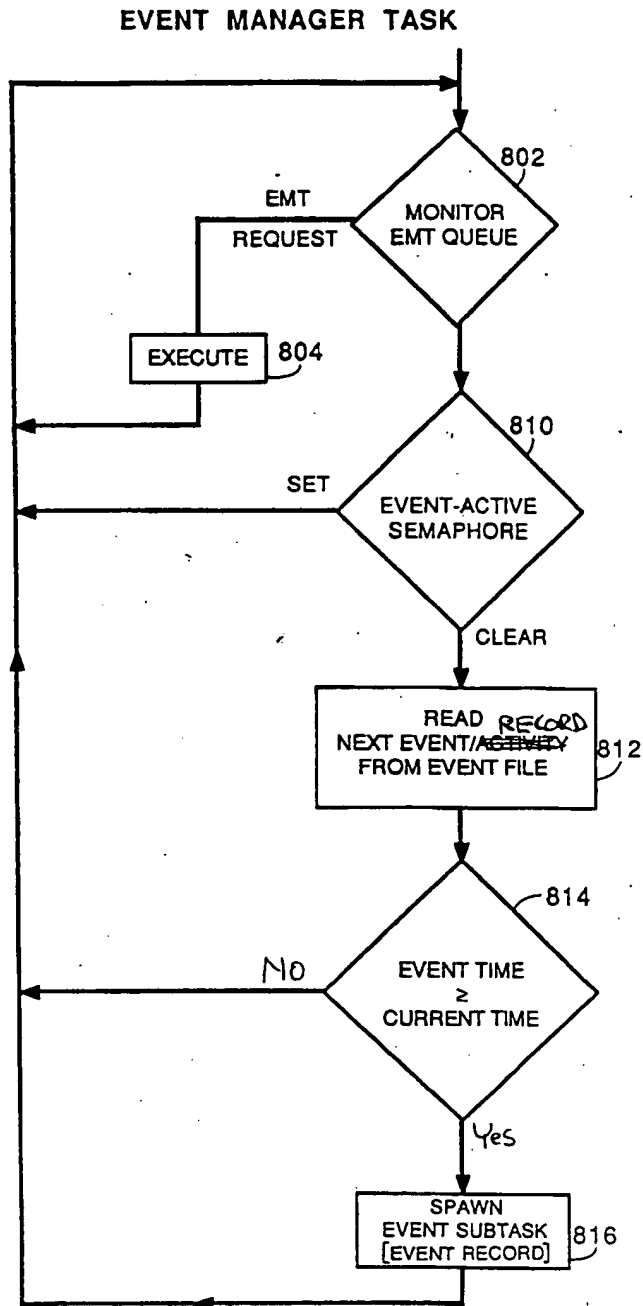 EVENT MANAGER TASK
802
MONITOR
EMT QUEUE
EMT
REQUEST
EXECUTE
804
810
SET
EVENT-ACTIVE
SEMAPHORE
CLEAR
READ
RECORD
NEXT EVENT/ACTIVITY
FROM EVENT FILE
812
814
NO
EVENT TIME
≥
CURRENT TIME
Yes
SPAWN
EVENT SUBTASK
[EVENT RECORD]
816